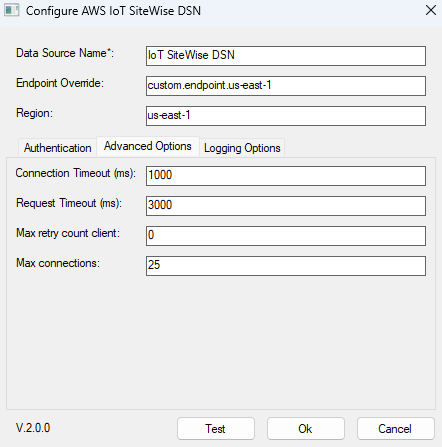 Configure AWS IoT SiteWise DSN
Data Source Name*: IoT SiteWise DSN
Endpoint Override: custom.endpoint.us-east-1
Region: us-east-1
Authentication Advanced Options Logging Options
Connection Timeout (ms): 1000
Request Timeout (ms): 3000
Max retry count client: 0
Max connections: 25
V.2.0.0 Test Ok Cancel